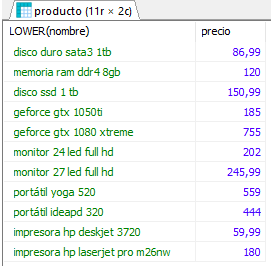 producto (11r × 2c)
LOWER(nombre) precio
disco duro sata3 1tb 86,99
memoria ram ddr4 8gb 120
disco ssd 1 tb 150,99
geforce gtx 1050ti 185
geforce gtx 1080 xtreme 755
monitor 24 led full hd 202
monitor 27 led full hd 245,99
portátil yoga 520 559
portátil ideapd 320 444
impresora hp deskjet 3720 59,99
impresora hp laserjet pro m26nw 180